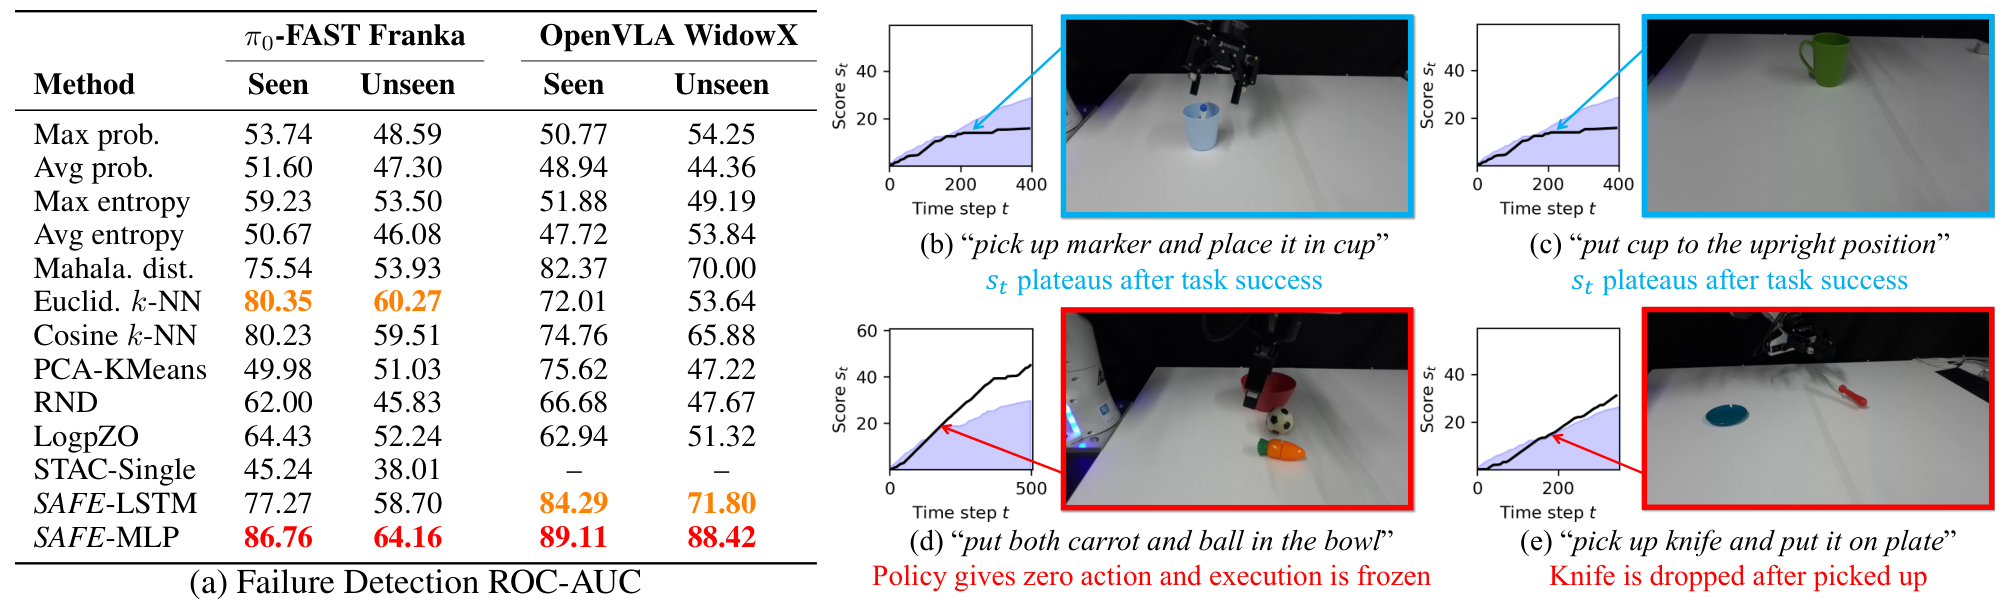 π0-FAST Franka OpenVLA WidowX
Method Seen Unseen Seen Unseen
Max prob. 53.74 48.59 50.77 54.25
Avg prob. 51.60 47.30 48.94 44.36
Max entropy 59.23 53.50 51.88 49.19
Avg entropy 50.67 46.08 47.72 53.84
Mahala. dist. 75.54 53.93 82.37 70.00
Euclid. k-NN 80.35 60.27 72.01 53.64
Cosine k-NN 80.23 59.51 74.76 65.88
PCA-KMeans 49.98 51.03 75.62 47.22
RND 62.00 45.83 66.68 47.67
LogpZO 64.43 52.24 62.94 51.32
STAC-Single 45.24 38.01 – –
SAFE-LSTM 77.27 58.70 84.29 71.80
SAFE-MLP 86.76 64.16 89.11 88.42
(a) Failure Detection ROC-AUC
Score st
40
20
0 200 400
Time step t
(b) “pick up marker and place it in cup”
st plateaus after task success
Score st
40
20
0 200 400
Time step t
(c) “put cup to the upright position”
st plateaus after task success
Score st
60
40
20
0 500
Time step t
(d) “put both carrot and ball in the bowl”
Policy gives zero action and execution is frozen
Score st
40
20
0 200
Time step t
(e) “pick up knife and put it on plate”
Knife is dropped after picked up